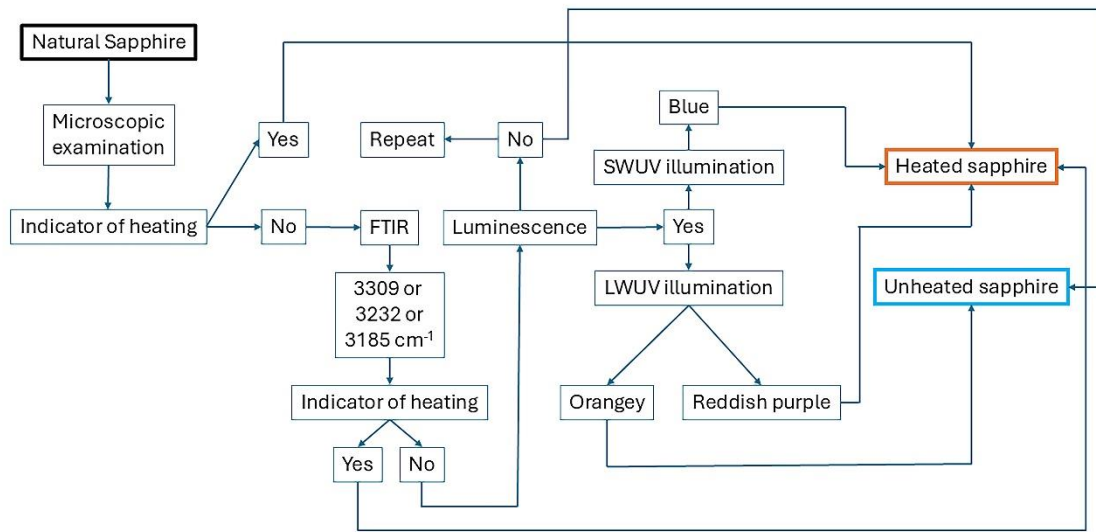 Natural Sapphire
Microscopic
examination
Indicator of heating
Yes
No
FTIR
3309 or
3232 or
3185 cm⁻¹
Indicator of heating
Yes
No
Repeat
No
Luminescence
Yes
Blue
SWUV illumination
LWUV illumination
Orangey
Reddish purple
Heated sapphire
Unheated sapphire